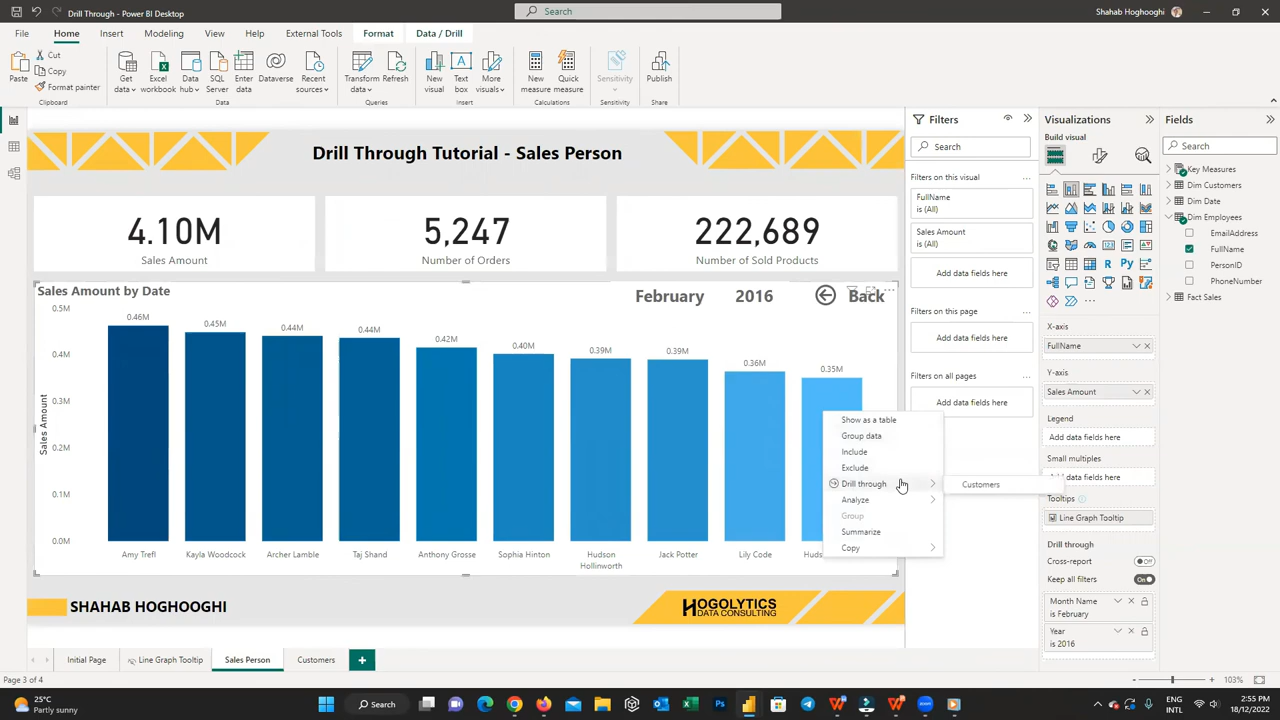 Drill Through - Power BI Desktop
Search
Shahab Hoghooghi
File
Home
Insert
Modeling
View
Help
External Tools
Format
Data / Drill
Paste
Cut
Copy
Format painter
Clipboard
Get data
Excel workbook
Data hub
SQL Server
Enter data
Dataverse
Recent sources
Data
Transform data
Refresh
Queries
New visual
Text box
More visuals
Insert
New measure
Quick measure
Calculations
Sensitivity
Sensitivity
Publish
Share
Drill Through Tutorial - Sales Person
4.10M
Sales Amount
5,247
Number of Orders
222,689
Number of Sold Products
Sales Amount by Date
February
2016
Back
Sales Amount
0.5M
0.4M
0.3M
0.2M
0.1M
0.0M
0.46M
0.45M
0.44M
0.44M
0.42M
0.40M
0.39M
0.39M
0.36M
0.35M
Amy Trefl
Kayla Woodcock
Archer Lamble
Taj Shand
Anthony Grosse
Sophia Hinton
Hudson Hollinworth
Jack Potter
Lily Code
Huds
Show as a table
Group data
Include
Exclude
Drill through
Analyze
Group
Summarize
Copy
Customers
SHAHAB HOGHOOGHI
HOGOLYTICS
DATA CONSULTING
Filters
Search
Filters on this visual
FullName
is (All)
Sales Amount
is (All)
Add data fields here
Filters on this page
Add data fields here
Filters on all pages
Add data fields here
Visualizations
Build visual
R
Py
123
X-axis
FullName
Y-axis
Sales Amount
Legend
Add data fields here
Small multiples
d data fields here
Tooltips
Line Graph Tooltip
Drill through
Cross-report
Off
Keep all filters
On
Month Name
is February
Year
is 2016
Fields
Search
Key Measures
Dim Customers
Dim Date
Dim Employees
EmailAddress
FullName
PersonID
PhoneNumber
Fact Sales
Initial Page
Line Graph Tooltip
Sales Person
Customers
Page 3 of 4
103%
25°C
Partly sunny
Search
ENG
INTL
2:55 PM
18/12/2022